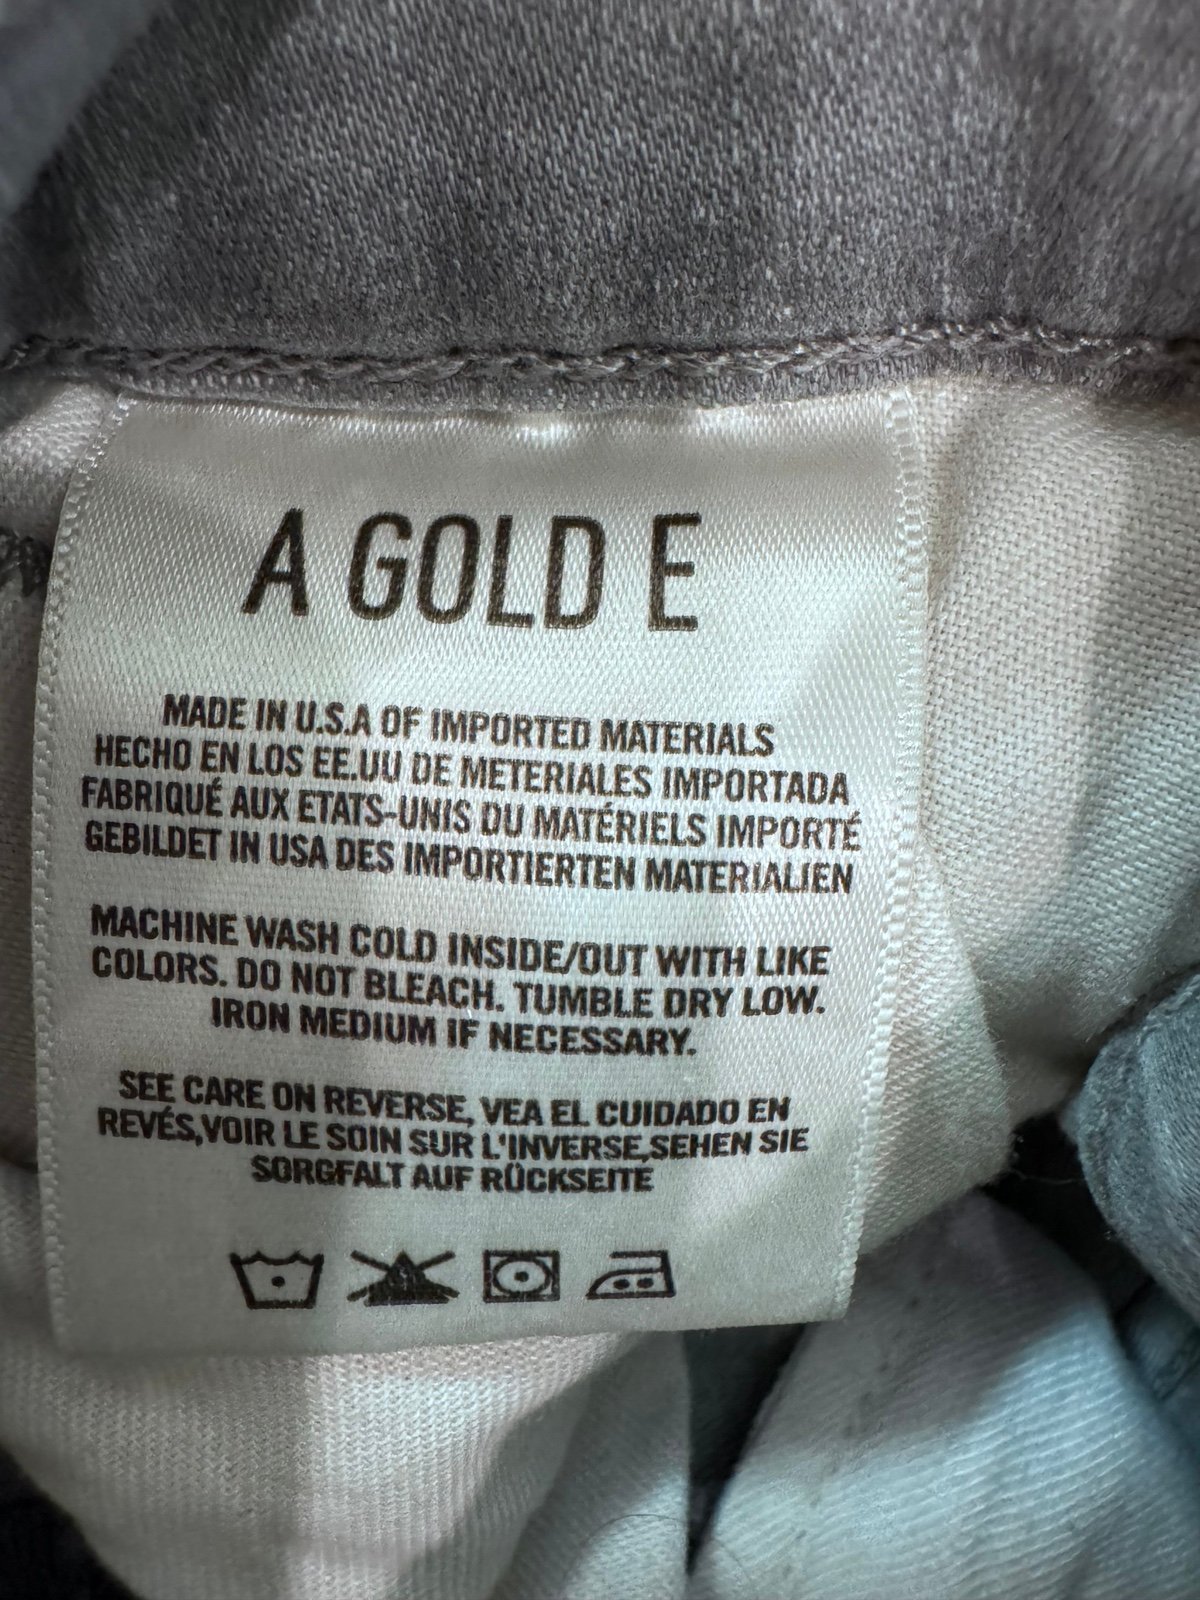 A GOLD E
MADE IN U.S.A OF IMPORTED MATERIALS
HECHO EN LOS EE.UU DE METERIALES IMPORTADA
FABRIQUÉ AUX ETATS-UNIS DU MATÉRIELS IMPORTÉ
GEBILDET IN USA DES IMPORTIERTEN MATERIALIEN
MACHINE WASH COLD INSIDE/OUT WITH LIKE
COLORS. DO NOT BLEACH. TUMBLE DRY LOW.
IRON MEDIUM IF NECESSARY.
SEE CARE ON REVERSE, VEA EL CUIDADO EN
REVÉS,VOIR LE SOIN SUR L'INVERSE,SEHEN SIE
SORGFALT AUF RÜCKSEITE